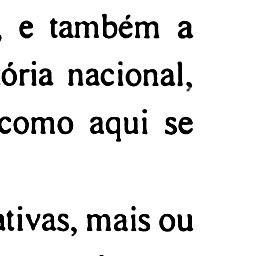 , e também a
ória nacional,
como aqui se
ativas, mais ou